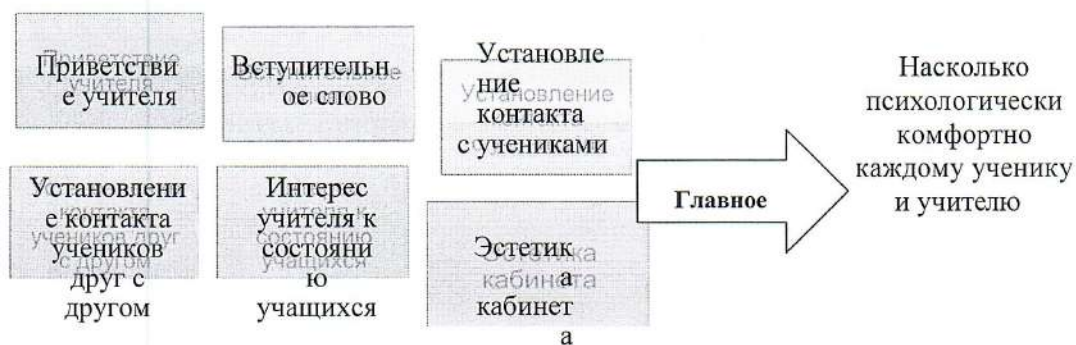 Приветстви
е учителя
Вступительн
ое слово
Установле
ние
контакта
с учениками
Установлени
е контакта
учеников
друг с
другом
Интерес
учителя к
состояни
ю
учащихся
Эстетик
а
кабинет
а
Главное
Насколько
психологически
комфортно
каждому ученику
и учителю